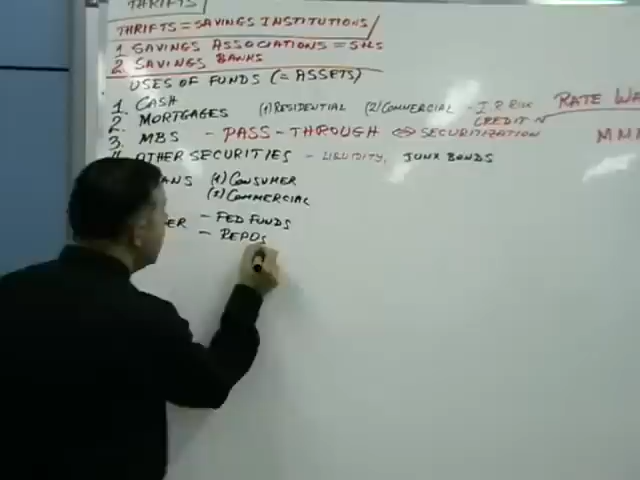 THRIFTS
THRIFTS = SAVINGS INSTITUTIONS
1 SAVINGS ASSOCIATIONS = S&LS
2. SAVINGS BANKS
USES OF FUNDS (= ASSETS)
1. CASH
2. MORTGAGES (1) RESIDENTIAL (2) COMMERCIAL - I R RISK
CREDIT "
RATE WA
3. MBS - PASS-THROUGH ⇔ SECURITIZATION
MM
OTHER SECURITIES - LIQUIDITY, JUNK BONDS
ANS (1) CONSUMER
(2) COMMERCIAL
ER - FED FUNDS
- REPOS